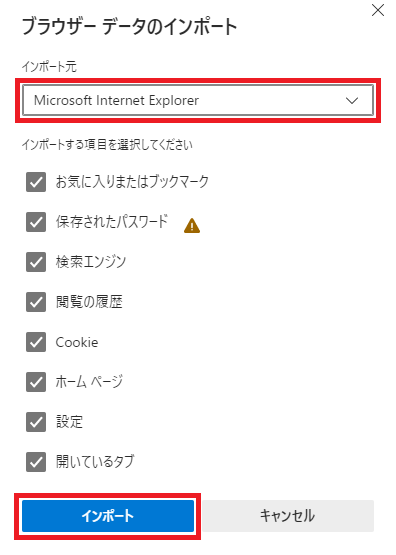 ブラウザー データのインポート
インポート元
Microsoft Internet Explorer
インポートする項目を選択してください
お気に入りまたはブックマーク
保存されたパスワード
検索エンジン
閲覧の履歴
Cookie
ホーム ページ
設定
開いているタブ
インポート
キャンセル